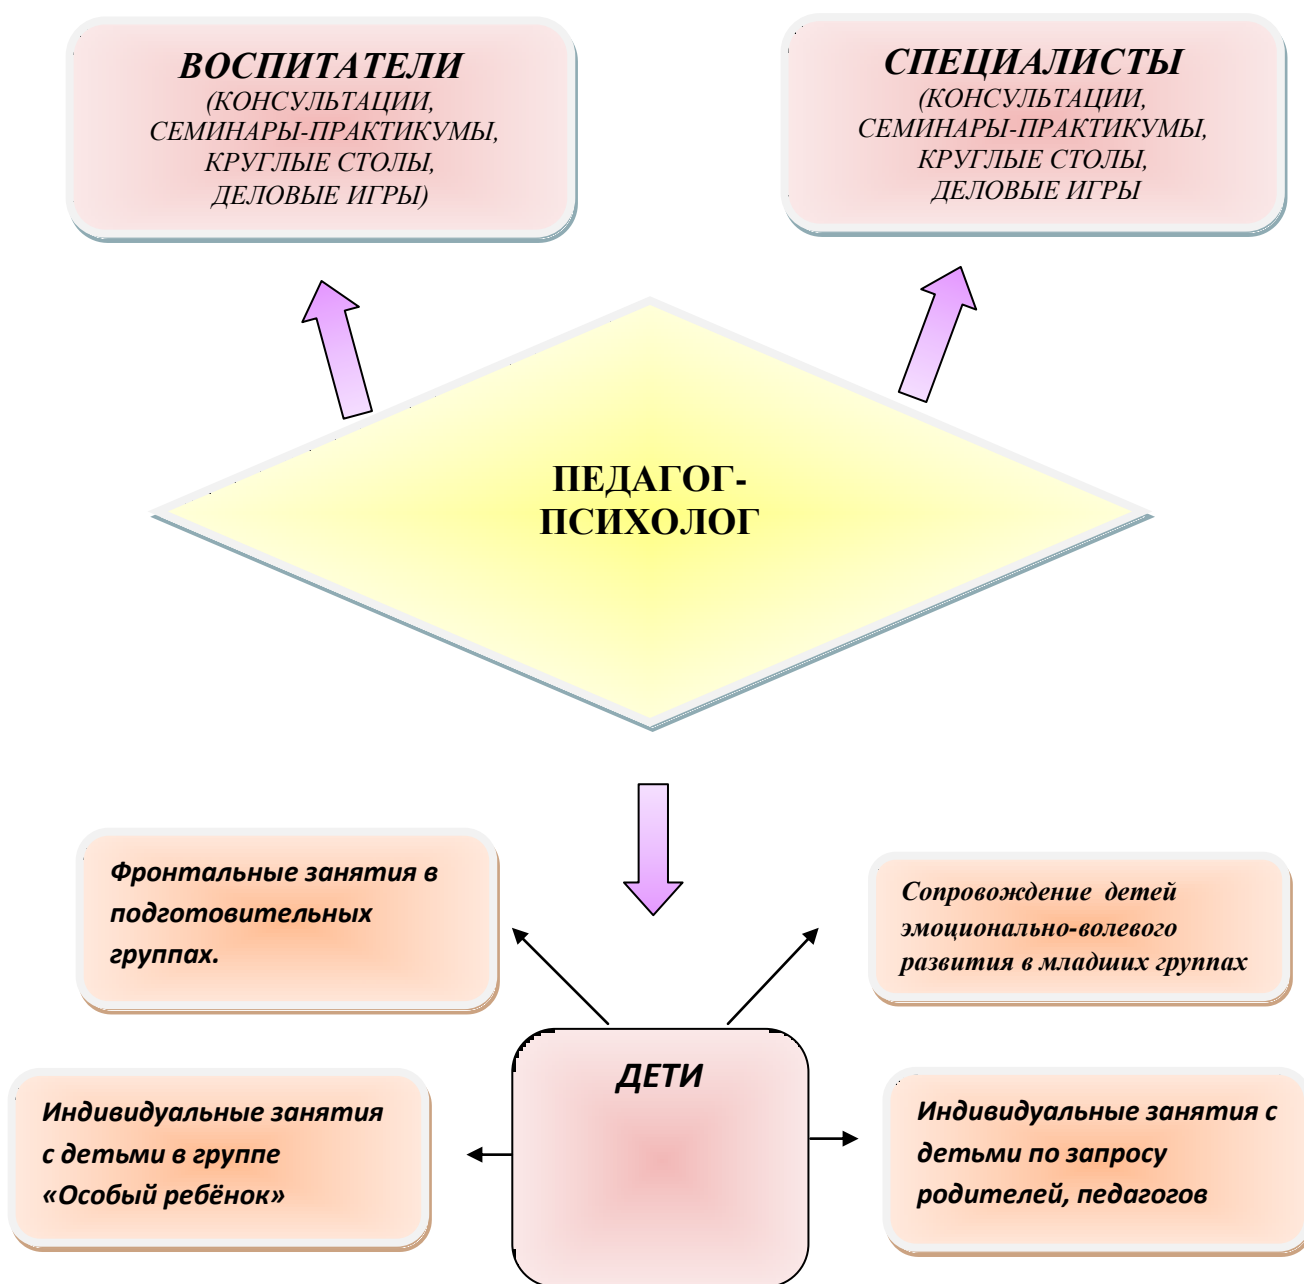 ВОСПИТАТЕЛИ
(КОНСУЛЬТАЦИИ,
СЕМИНАРЫ-ПРАКТИКУМЫ,
КРУГЛЫЕ СТОЛЫ,
ДЕЛОВЫЕ ИГРЫ)
СПЕЦИАЛИСТЫ
(КОНСУЛЬТАЦИИ,
СЕМИНАРЫ-ПРАКТИКУМЫ,
КРУГЛЫЕ СТОЛЫ,
ДЕЛОВЫЕ ИГРЫ
ПЕДАГОГ-
ПСИХОЛОГ
Фронтальные занятия в
подготовительных
группах.
Сопровождение детей
эмоционально-волевого
развития в младших группах
ДЕТИ
Индивидуальные занятия
с детьми в группе
«Особый ребёнок»
Индивидуальные занятия с
детьми по запросу
родителей, педагогов